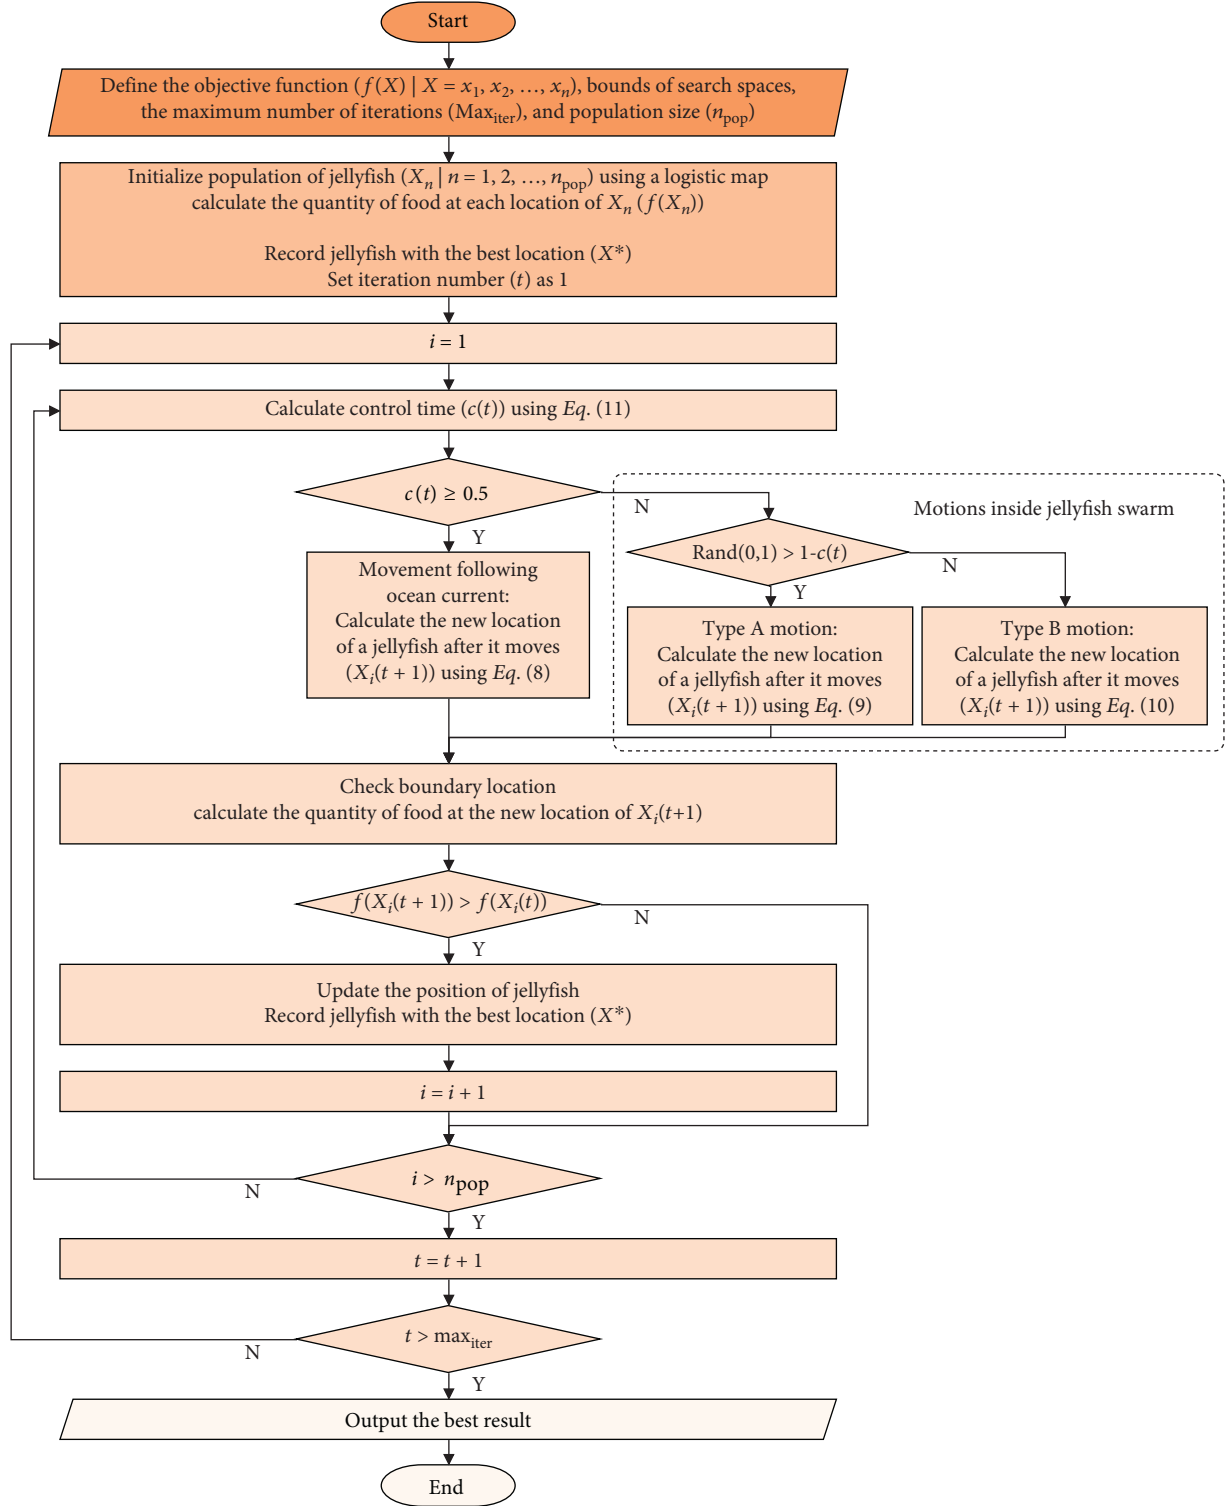 Start
Define the objective function (f(X) | X = x₁, x₂, …, xₙ), bounds of search spaces,
the maximum number of iterations (Max_iter), and population size (n_pop)
Initialize population of jellyfish (Xₙ | n = 1, 2, …, n_pop) using a logistic map
calculate the quantity of food at each location of Xₙ (f(Xₙ))
Record jellyfish with the best location (X*)
Set iteration number (t) as 1
i = 1
Calculate control time (c(t)) using Eq. (11)
c(t) ≥ 0.5
N
Y
Motions inside jellyfish swarm
Rand(0,1) > 1-c(t)
N
Y
Movement following
ocean current:
Calculate the new location
of a jellyfish after it moves
(Xᵢ(t + 1)) using Eq. (8)
Type A motion:
Calculate the new location
of a jellyfish after it moves
(Xᵢ(t + 1)) using Eq. (9)
Type B motion:
Calculate the new location
of a jellyfish after it moves
(Xᵢ(t + 1)) using Eq. (10)
Check boundary location
calculate the quantity of food at the new location of Xᵢ(t+1)
f(Xᵢ(t + 1)) > f(Xᵢ(t))
N
Y
Update the position of jellyfish
Record jellyfish with the best location (X*)
i = i + 1
i > n_pop
N
Y
t = t + 1
t > max_iter
N
Y
Output the best result
End